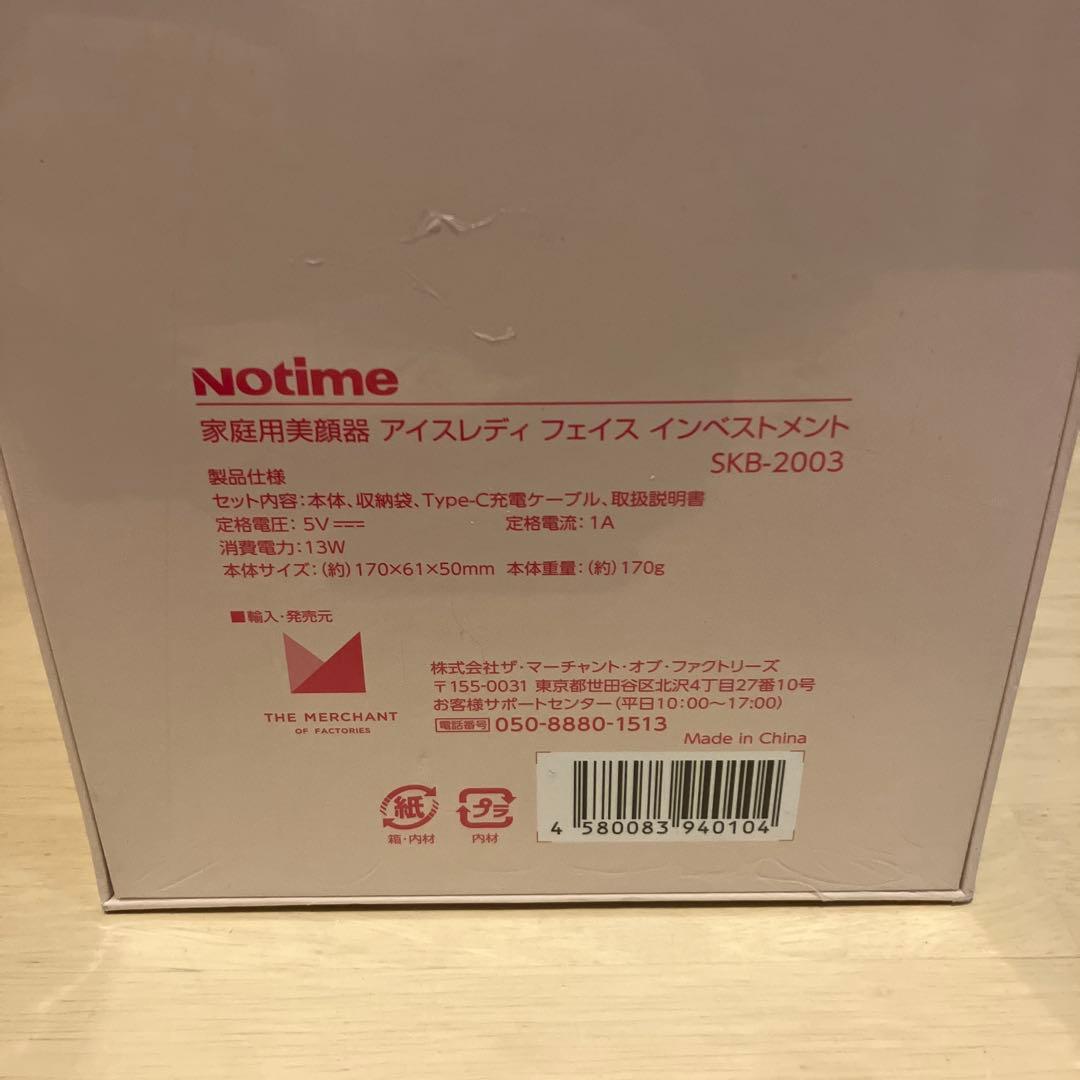 Notime
家庭用美顔器 アイスレディ フェイス インベストメント
SKB-2003
製品仕様
セット内容：本体、収納袋、Type-C充電ケーブル、取扱説明書
定格電圧：5V⎓ 定格電流：1A
消費電力：13W
本体サイズ：（約）170×61×50mm 本体重量：（約）170g
■輸入・発売元
THE MERCHANT
OF FACTORIES
株式会社ザ・マーチャント・オブ・ファクトリーズ
〒155-0031 東京都世田谷区北沢4丁目27番10号
お客様サポートセンター（平日10：00～17：00）
電話番号 050-8880-1513
Made in China
紙
箱・内材
プラ
内材
4 580083 940104